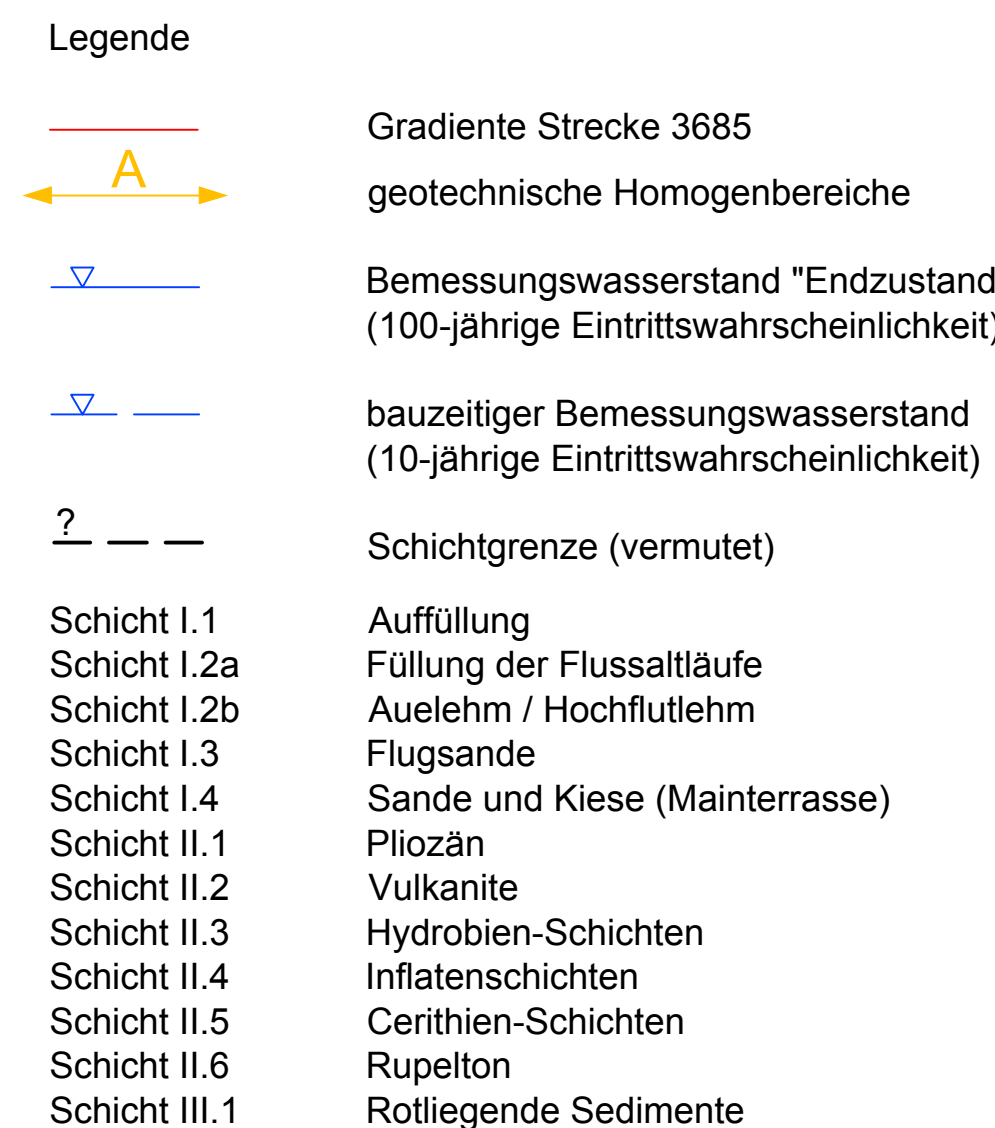 Legende
Gradiente Strecke 3685
A
geotechnische Homogenbereiche
Bemessungswasserstand "Endzustand
(100-jährige Eintrittswahrscheinlichkeit)
bauzeitiger Bemessungswasserstand
(10-jährige Eintrittswahrscheinlichkeit)
?
Schichtgrenze (vermutet)
Schicht I.1 Auffüllung
Schicht I.2a Füllung der Flussaltläufe
Schicht I.2b Auelehm / Hochflutlehm
Schicht I.3 Flugsande
Schicht I.4 Sande und Kiese (Mainterrasse)
Schicht II.1 Pliozän
Schicht II.2 Vulkanite
Schicht II.3 Hydrobien-Schichten
Schicht II.4 Inflatenschichten
Schicht II.5 Cerithien-Schichten
Schicht II.6 Rupelton
Schicht III.1 Rotliegende Sedimente